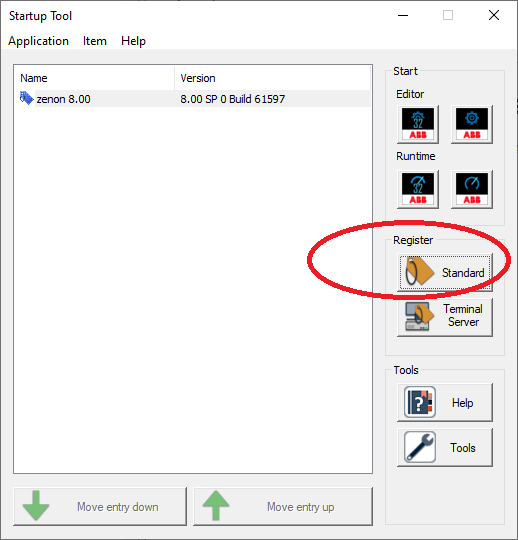 Startup Tool
Application Item Help
Name Version
zenon 8.00 8.00 SP 0 Build 61597
Start
Editor
32
ABB ABB
Runtime
32
ABB ABB
Register
Standard
Terminal
Server
Tools
Help
Tools
Move entry down Move entry up